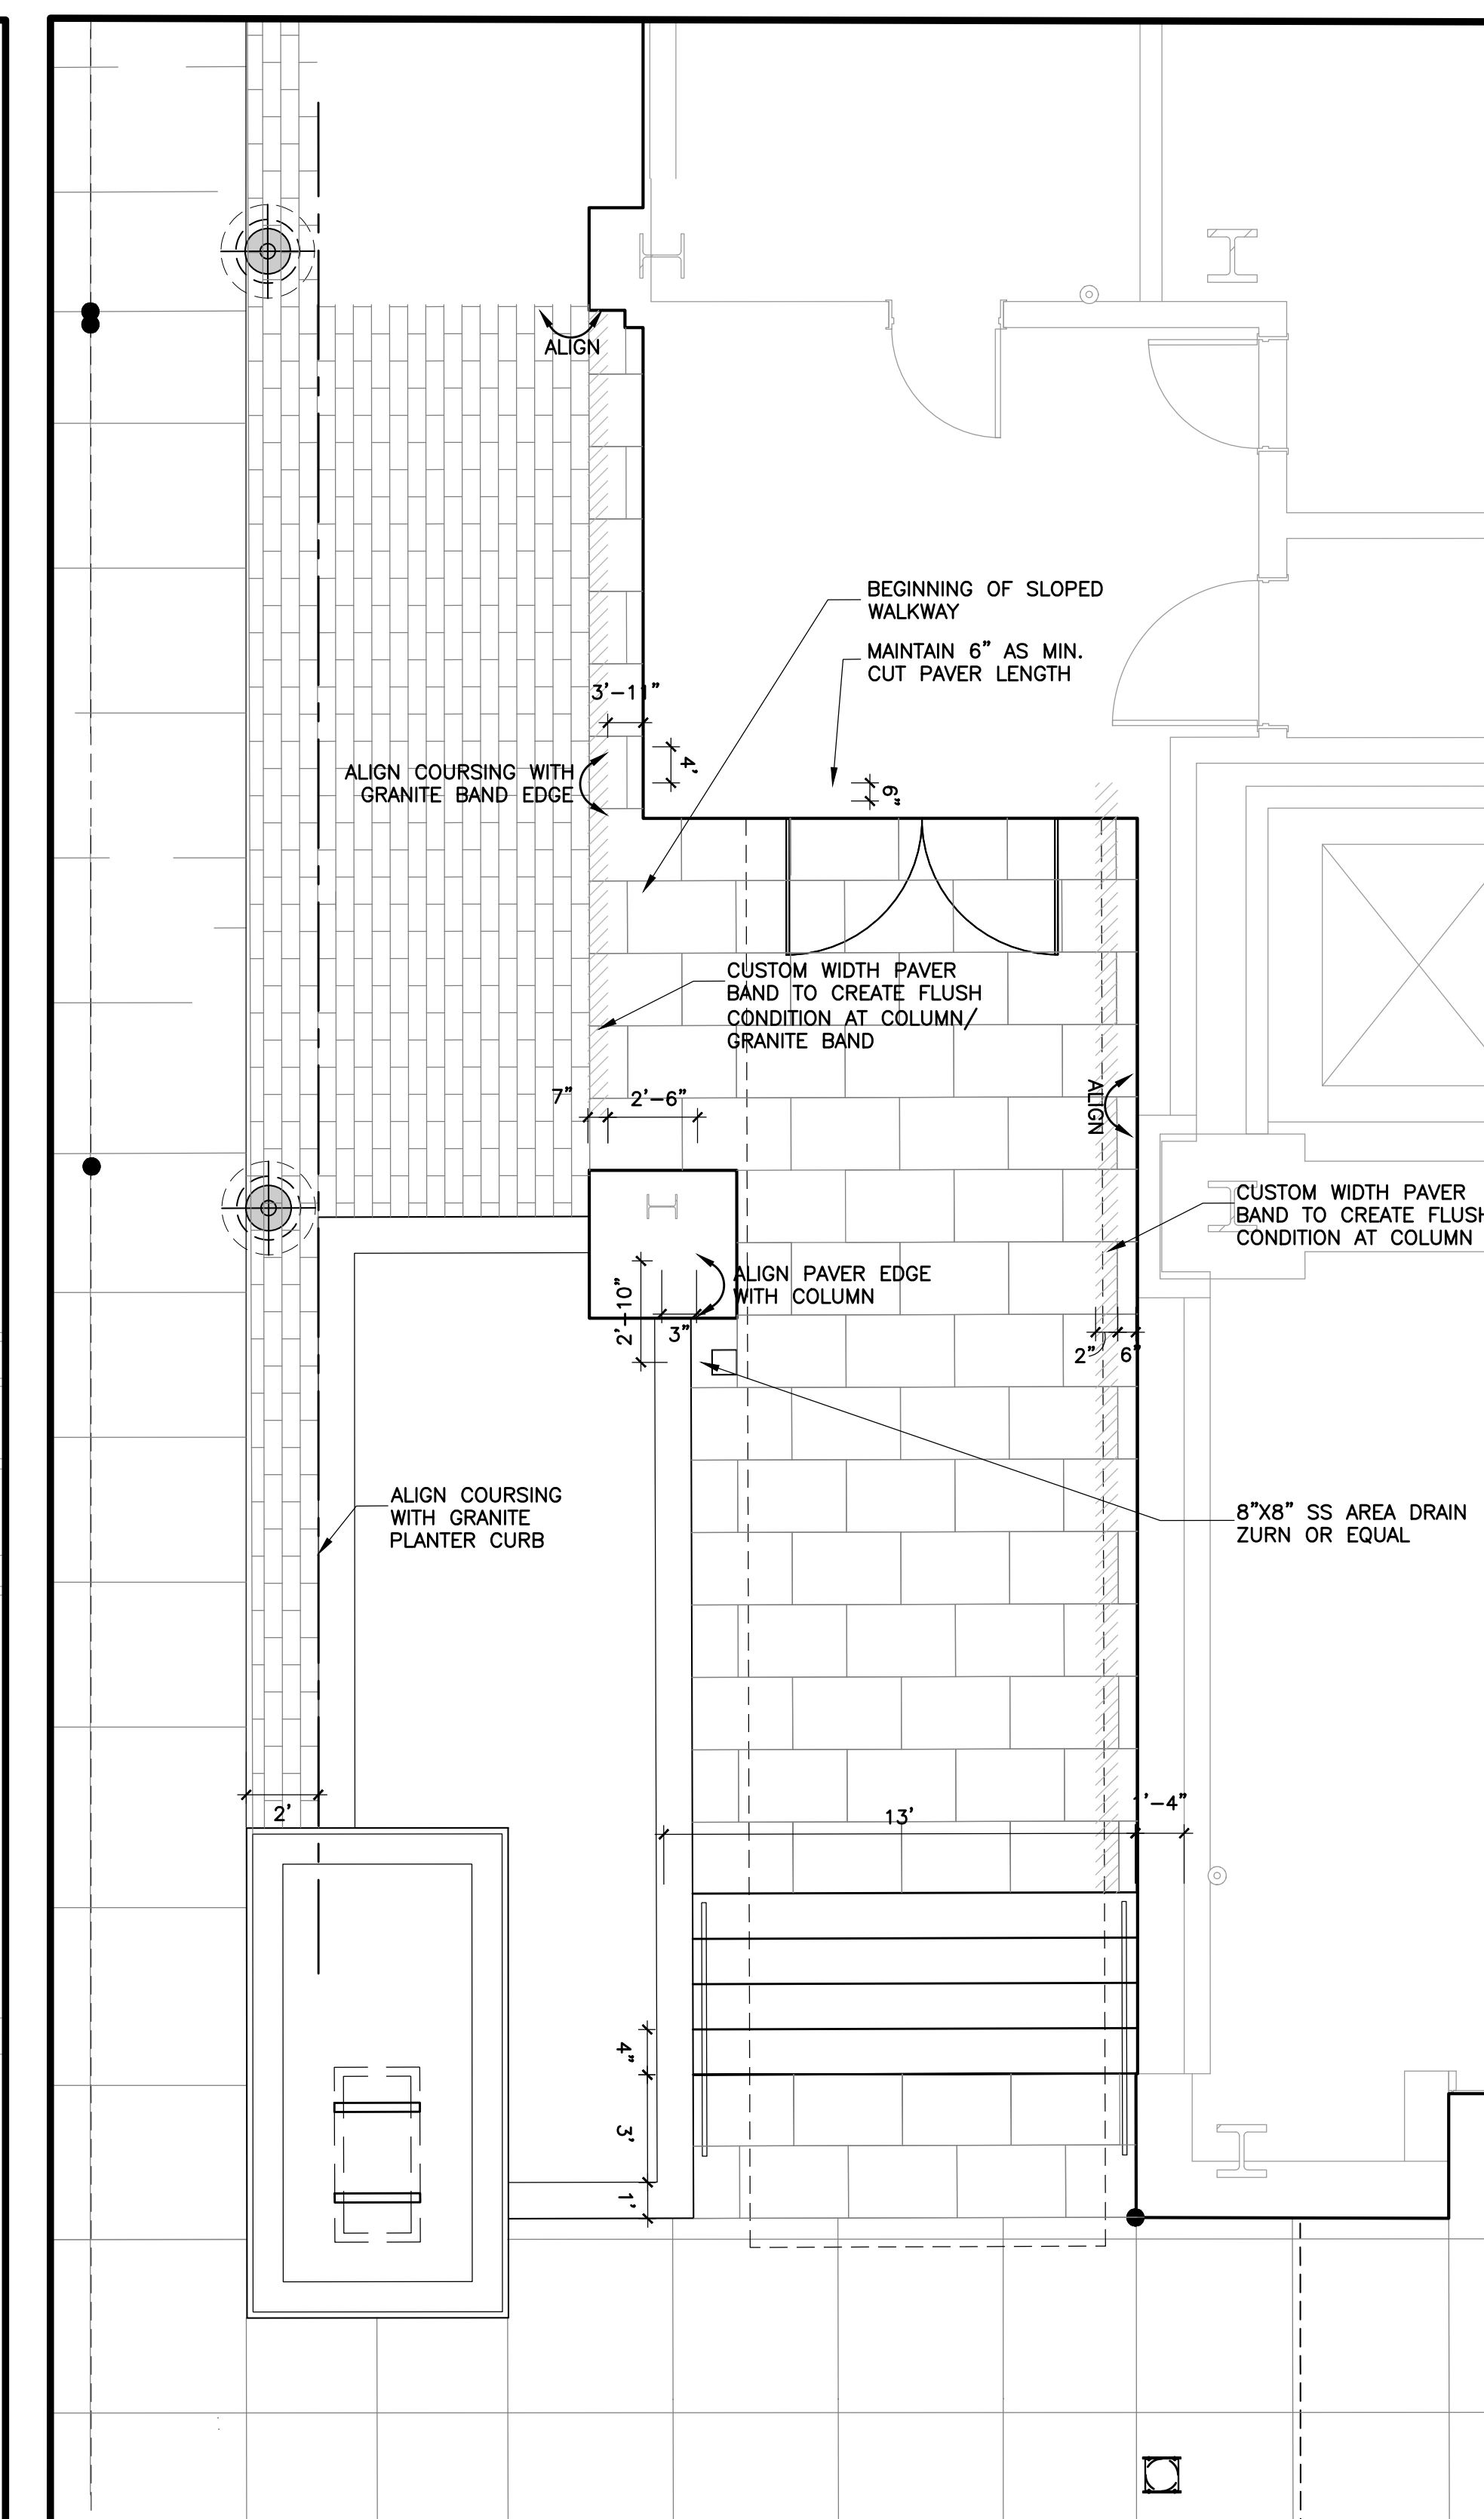 ALIGN
BEGINNING OF SLOPED
WALKWAY
MAINTAIN 6" AS MIN.
CUT PAVER LENGTH
3'-11"
4'
6"
ALIGN COURSING WITH
GRANITE BAND EDGE
CUSTOM WIDTH PAVER
BAND TO CREATE FLUSH
CONDITION AT COLUMN/
GRANITE BAND
7"
2'-6"
ALIGN
CUSTOM WIDTH PAVER
BAND TO CREATE FLUSH
CONDITION AT COLUMN
ALIGN PAVER EDGE
WITH COLUMN
2'-10"
3"
2"
6"
ALIGN COURSING
WITH GRANITE
PLANTER CURB
8"X8" SS AREA DRAIN
ZURN OR EQUAL
2'
13'
'-4"
4"
3'
1'